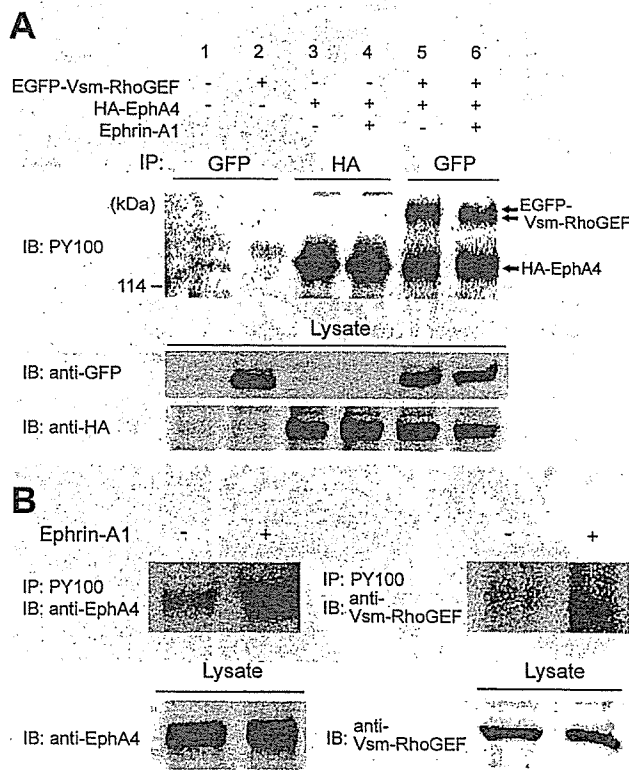 A
1 2 3 4 5 6
EGFP-Vsm-RhoGEF - + - - + +
HA-EphA4 - - + + + +
Ephrin-A1 - + - +
IP: GFP HA GFP
(kDa)
EGFP-
Vsm-RhoGEF
IB: PY100
HA-EphA4
114
Lysate
IB: anti-GFP
IB: anti-HA
B
Ephrin-A1 - + - +
IP: PY100
IB: anti-EphA4
IP: PY100
IB: anti-
Vsm-RhoGEF
Lysate Lysate
IB: anti-EphA4
IB: anti-
Vsm-RhoGEF